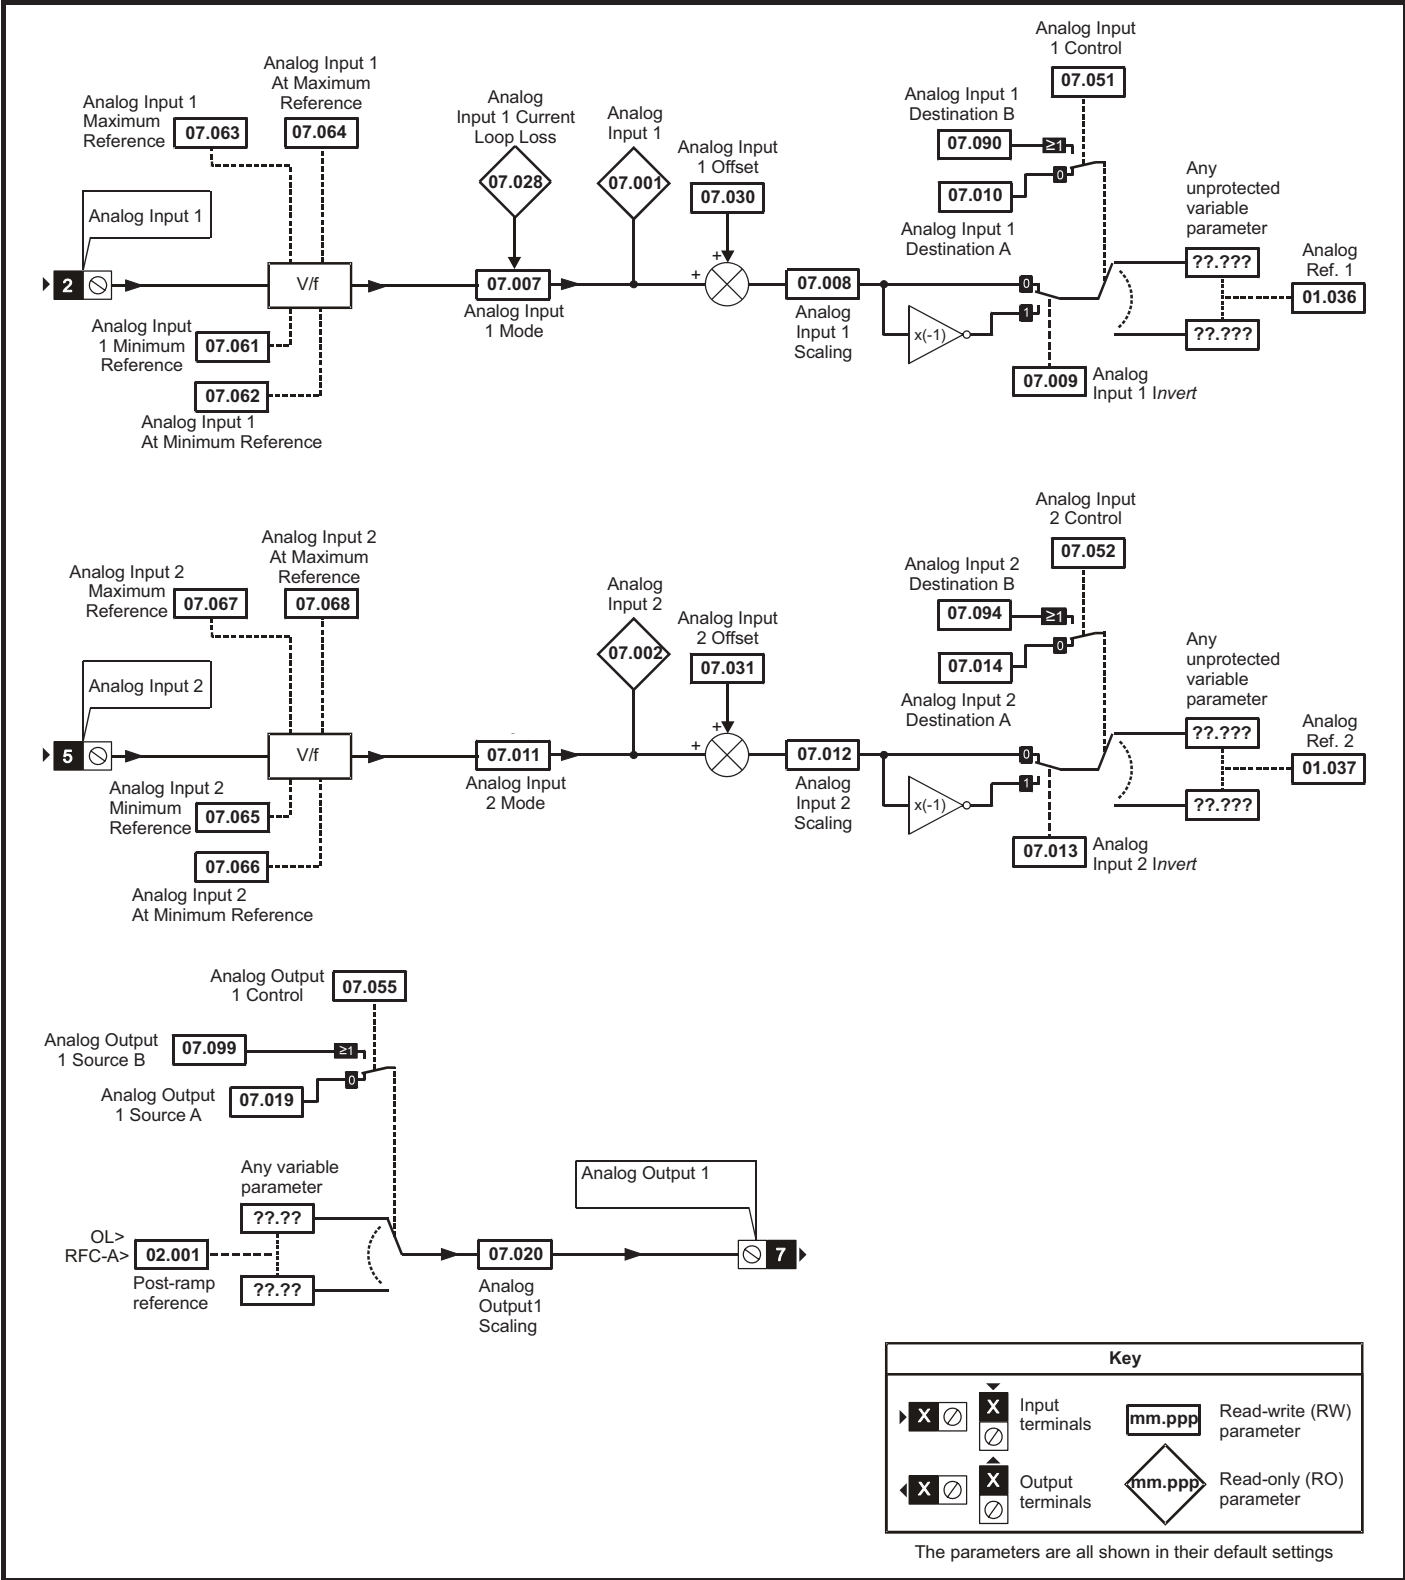 Analog Input
1 Control
07.051
Analog Input 1
At Maximum
Reference
07.064
Analog Input 1
Maximum
Reference
07.063
Analog
Input 1 Current
Loop Loss
07.028
Analog
Input 1
07.001
Analog Input
1 Offset
07.030
Analog Input 1
Destination B
07.090
≥1
0
07.010
Analog Input 1
Destination A
Any
unprotected
variable
parameter
??.???
??.???
Analog
Ref. 1
01.036
Analog Input 1
2
V/f
07.007
Analog Input
1 Mode
+
+
07.008
Analog
Input 1
Scaling
x(-1)
0
1
07.009
Analog
Input 1 Invert
Analog Input
1 Minimum
Reference
07.061
07.062
Analog Input 1
At Minimum Reference
Analog Input
2 Control
07.052
Analog Input 2
At Maximum
Reference
07.068
Analog Input 2
Maximum
Reference
07.067
Analog
Input 2
07.002
Analog Input
2 Offset
07.031
Analog Input 2
Destination B
07.094
≥1
0
07.014
Analog Input 2
Destination A
Any
unprotected
variable
parameter
??.???
??.???
Analog
Ref. 2
01.037
Analog Input 2
5
V/f
07.011
Analog Input
2 Mode
+
+
07.012
Analog
Input 2
Scaling
x(-1)
0
1
07.013
Analog
Input 2 Invert
Analog Input 2
Minimum
Reference
07.065
07.066
Analog Input 2
At Minimum Reference
Analog Output
1 Control
07.055
Analog Output
1 Source B
07.099
≥1
0
Analog Output
1 Source A
07.019
Any variable
parameter
??.??
??.??
OL>
RFC-A>
02.001
Post-ramp
reference
07.020
Analog
Output1
Scaling
Analog Output 1
7
Key
X
X
Input
terminals
mm.ppp
Read-write (RW)
parameter
X
X
Output
terminals
mm.ppp
Read-only (RO)
parameter
The parameters are all shown in their default settings